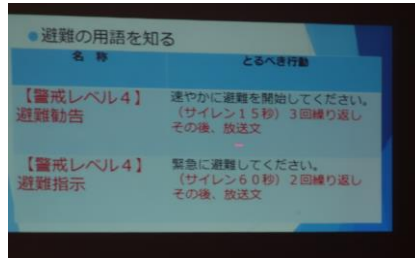 ●避難の用語を知る
名 称 とるべき行動
【警戒レベル4】 速やかに避難を開始してください。
避難勧告 （サイレン15秒）3回繰り返し
その後、放送文
【警戒レベル4】 緊急に避難してください。
避難指示 （サイレン60秒）2回繰り返し
その後、放送文